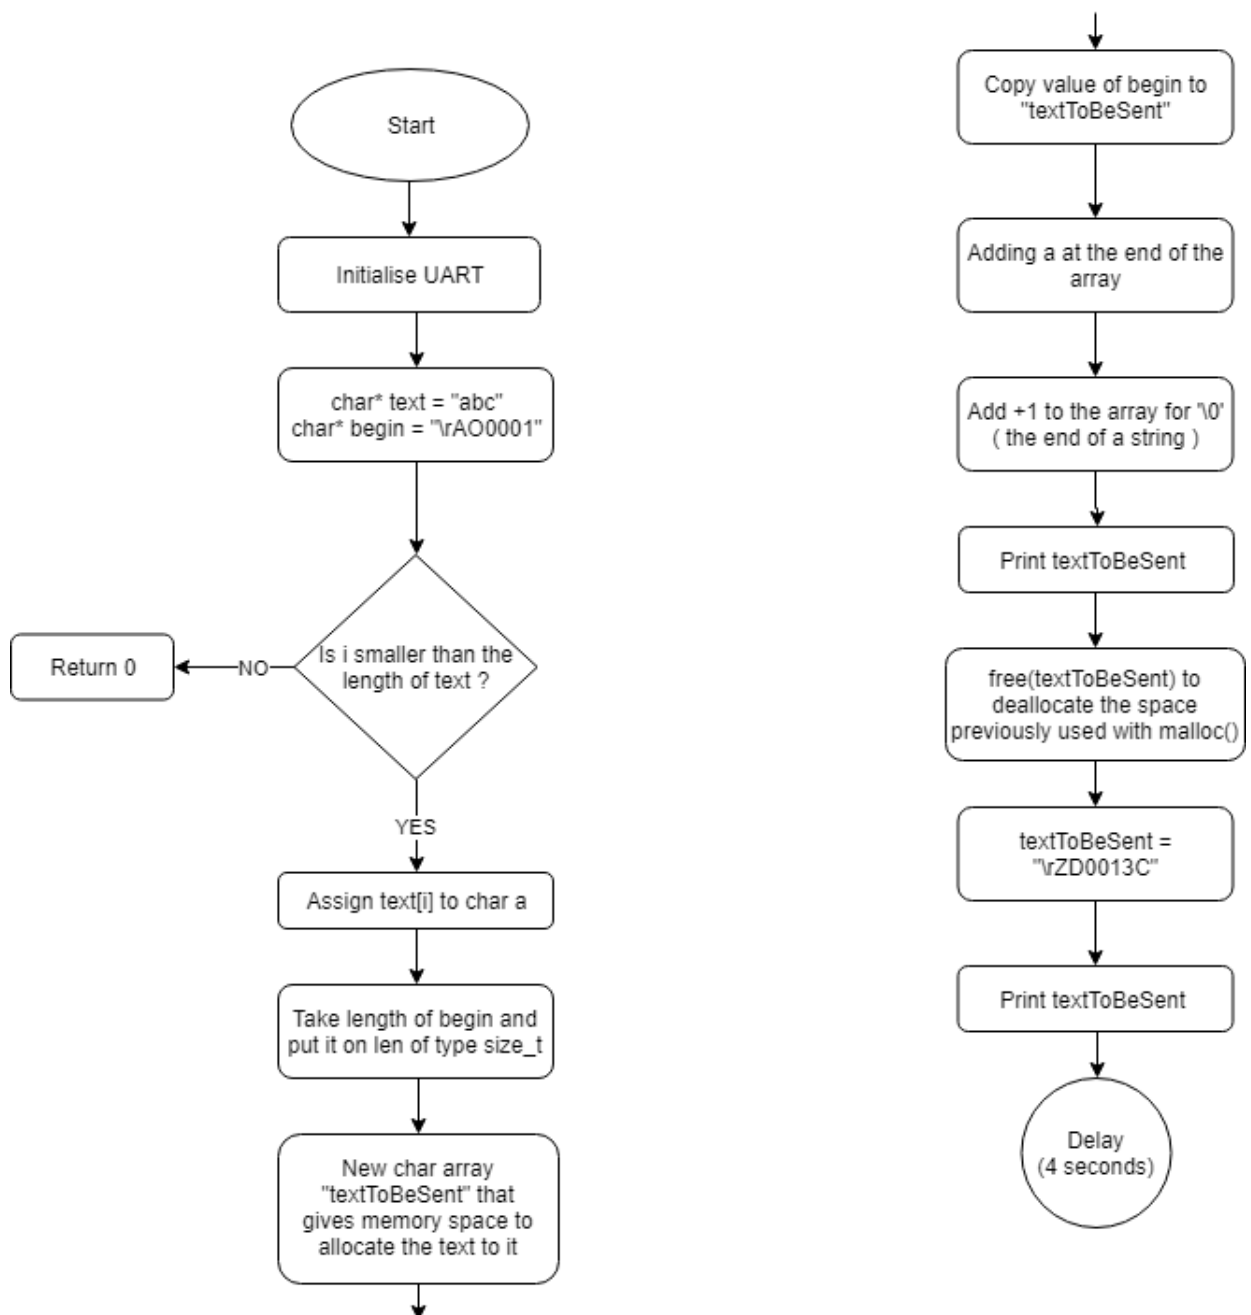 Start
Initialise UART
char* text = "abc"
char* begin = "\rAO0001"
Is i smaller than the
length of text ?
NO
Return 0
YES
Assign text[i] to char a
Take length of begin and
put it on len of type size_t
New char array
"textToBeSent" that
gives memory space to
allocate the text to it
Copy value of begin to
"textToBeSent"
Adding a at the end of the
array
Add +1 to the array for '\0'
( the end of a string )
Print textToBeSent
free(textToBeSent) to
deallocate the space
previously used with malloc()
textToBeSent =
"\rZD0013C"
Print textToBeSent
Delay
(4 seconds)